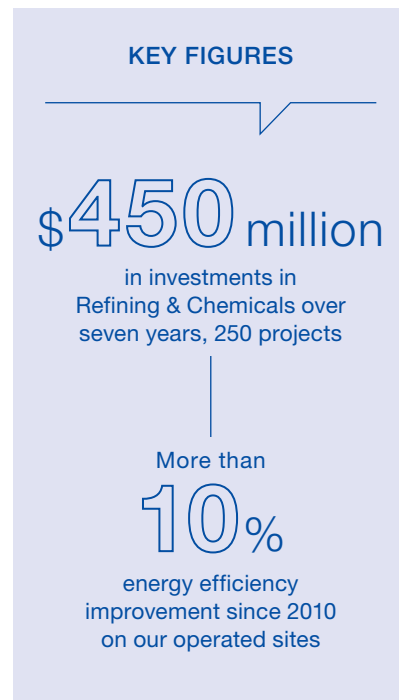 KEY FIGURES
$450 million
in investments in
Refining & Chemicals over
seven years, 250 projects
More than
10%
energy efficiency
improvement since 2010
on our operated sites